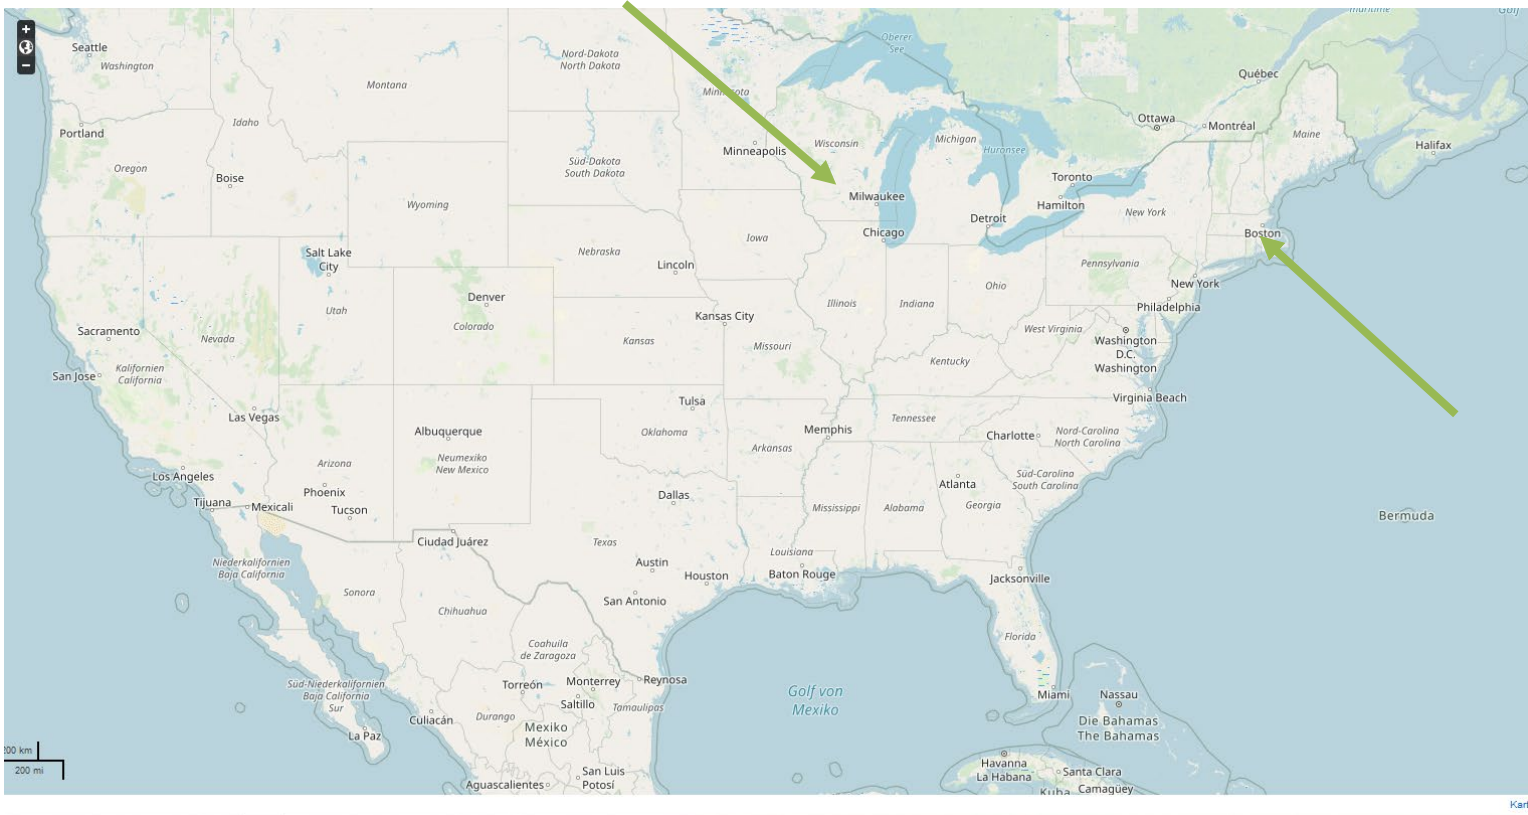 maritime
Golf
+
−
Seattle
Washington
Nord-Dakota
North Dakota
Montana
Minnesota
Oberer
See
Québec
Ottawa
Montréal
Maine
Idaho
Portland
Oregon
Boise
Süd-Dakota
South Dakota
Minneapolis
Wisconsin
Michigan
Huronsee
Halifax
Toronto
Hamilton
Wyoming
Milwaukee
Detroit
New York
Boston
Chicago
Iowa
Nebraska
Salt Lake
City
Lincoln
Pennsylvania
New York
Philadelphia
Denver
Colorado
Utah
Kansas City
Illinois
Indiana
Ohio
Sacramento
Nevada
Kansas
Missouri
West Virginia
Washington
D.C.
Washington
Kentucky
San Jose
Kalifornien
California
Virginia Beach
Las Vegas
Tulsa
Albuquerque
Oklahoma
Memphis
Tennessee
Charlotte
Nord-Carolina
North Carolina
Arkansas
Neumexiko
New Mexico
Arizona
Los Angeles
Phoenix
Tucson
Tijuana
Mexicali
Dallas
Atlanta
Süd-Carolina
South Carolina
Mississippi
Alabama
Georgia
Bermuda
Ciudad Juárez
Texas
Louisiana
Baton Rouge
Austin
Houston
San Antonio
Jacksonville
Niederkalifornien
Baja California
Sonora
Chihuahua
Coahuila
de Zaragoza
Florida
Süd-Niederkalifornien
Baja California
Sur
Torreón
Monterrey
Reynosa
Saltillo
Tamaulipas
Golf von
Mexiko
Miami
Nassau
Die Bahamas
The Bahamas
Culiacán
Durango
Mexiko
México
La Paz
200 km
200 mi
Havanna
La Habana
Santa Clara
Kuba
Camagüey
Aguascalientes
San Luis
Potosí
Kart